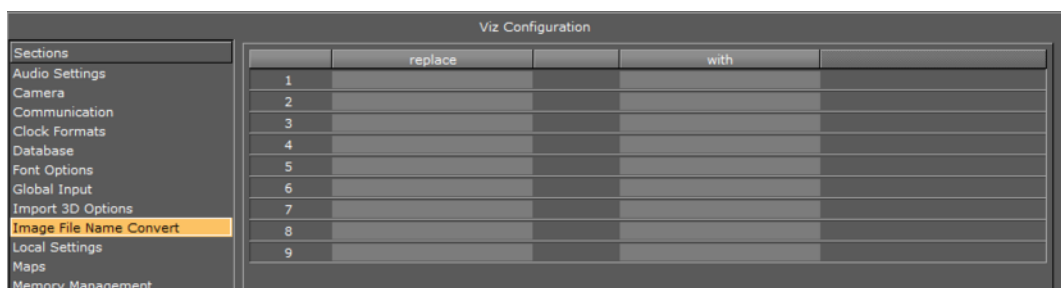 Viz Configuration
Sections
Audio Settings
Camera
Communication
Clock Formats
Database
Font Options
Global Input
Import 3D Options
Image File Name Convert
Local Settings
Maps
Memory Management
replace with
1
2
3
4
5
6
7
8
9